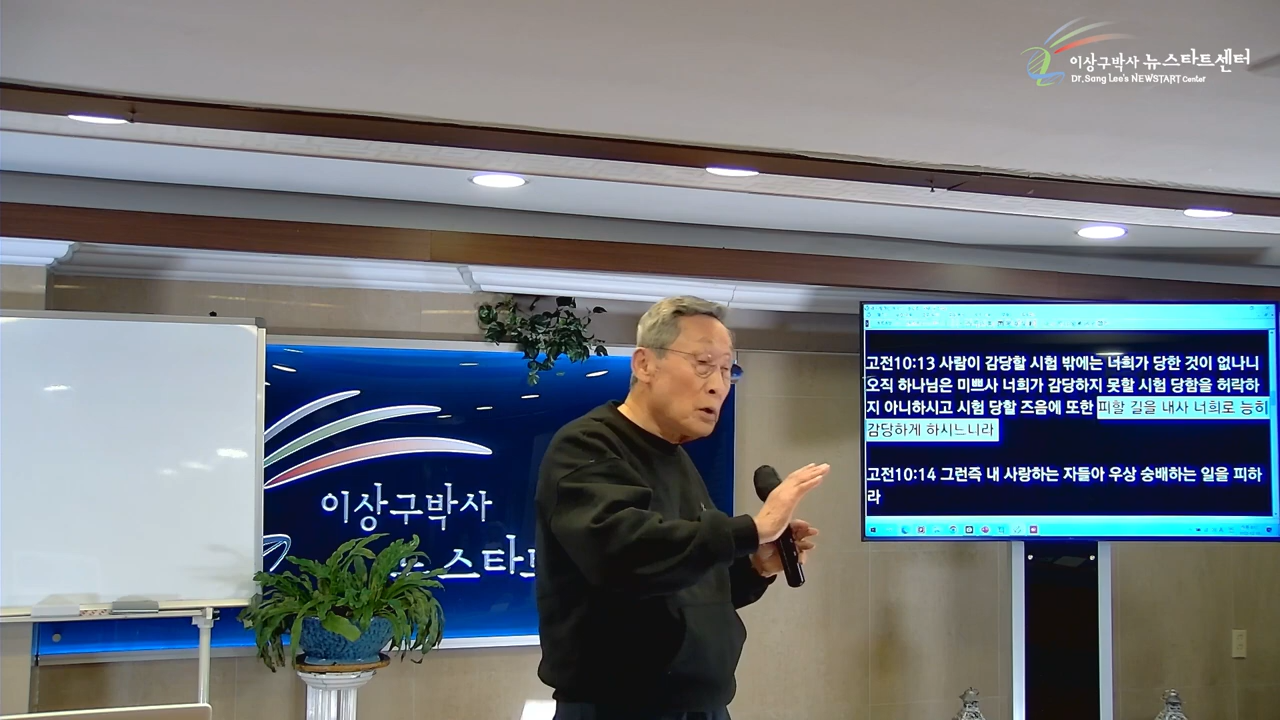 이상구박사 뉴스타트센터
Dr. Sang Lee's NEWSTART Center
고전10:13 사람이 감당할 시험 밖에는 너희가 당한 것이 없나니
오직 하나님은 미쁘사 너희가 감당하지 못할 시험 당함을 허락하
지 아니하시고 시험 당할 즈음에 또한 피할 길을 내사 너희로 능히
감당하게 하시느니라
고전10:14 그런즉 내 사랑하는 자들아 우상 숭배하는 일을 피하
라
이상구박사
스타